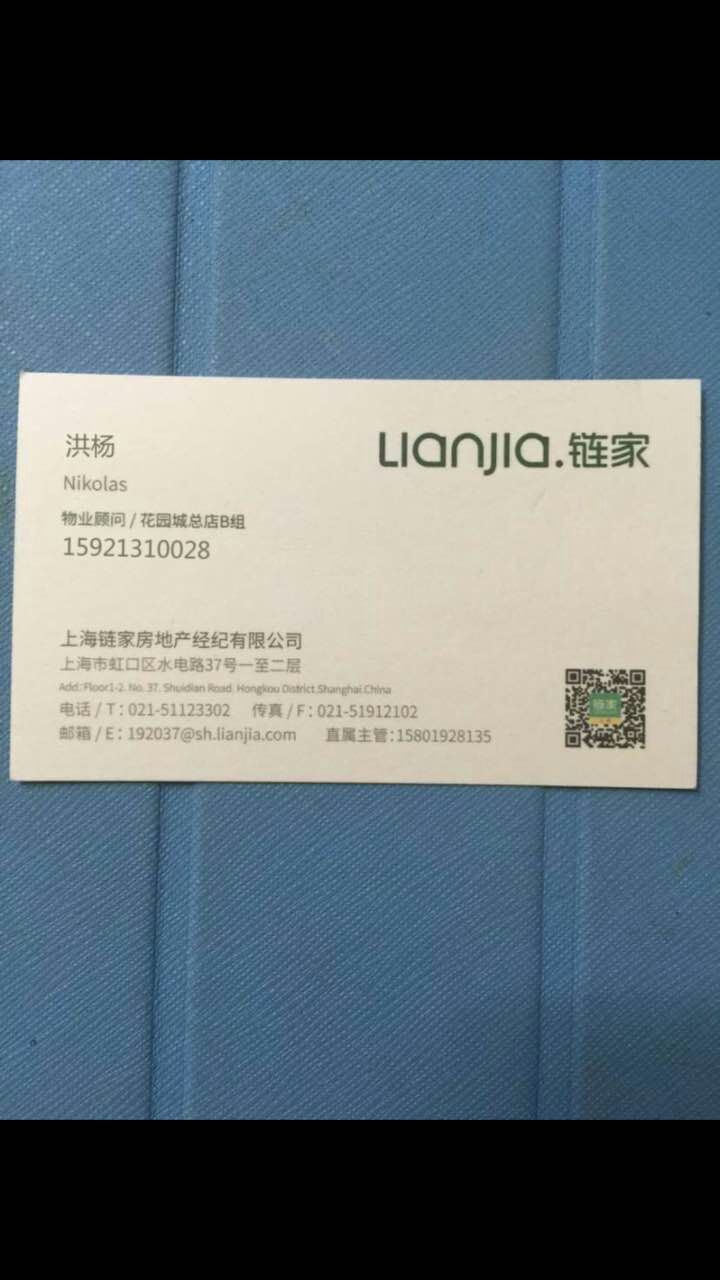 洪杨
LIANJIA.链家
Nikolas
物业顾问 / 花园城总店B组
15921310028
上海链家房地产经纪有限公司
上海市虹口区水电路37号一至二层
Add.:Floor1-2. No. 37. Shuidian Road. Hongkou District.Shanghai.China
电话 / T : 021-51123302 传真 / F : 021-51912102
邮箱 / E : 192037@sh.lianjia.com 直属主管:15801928135
链家